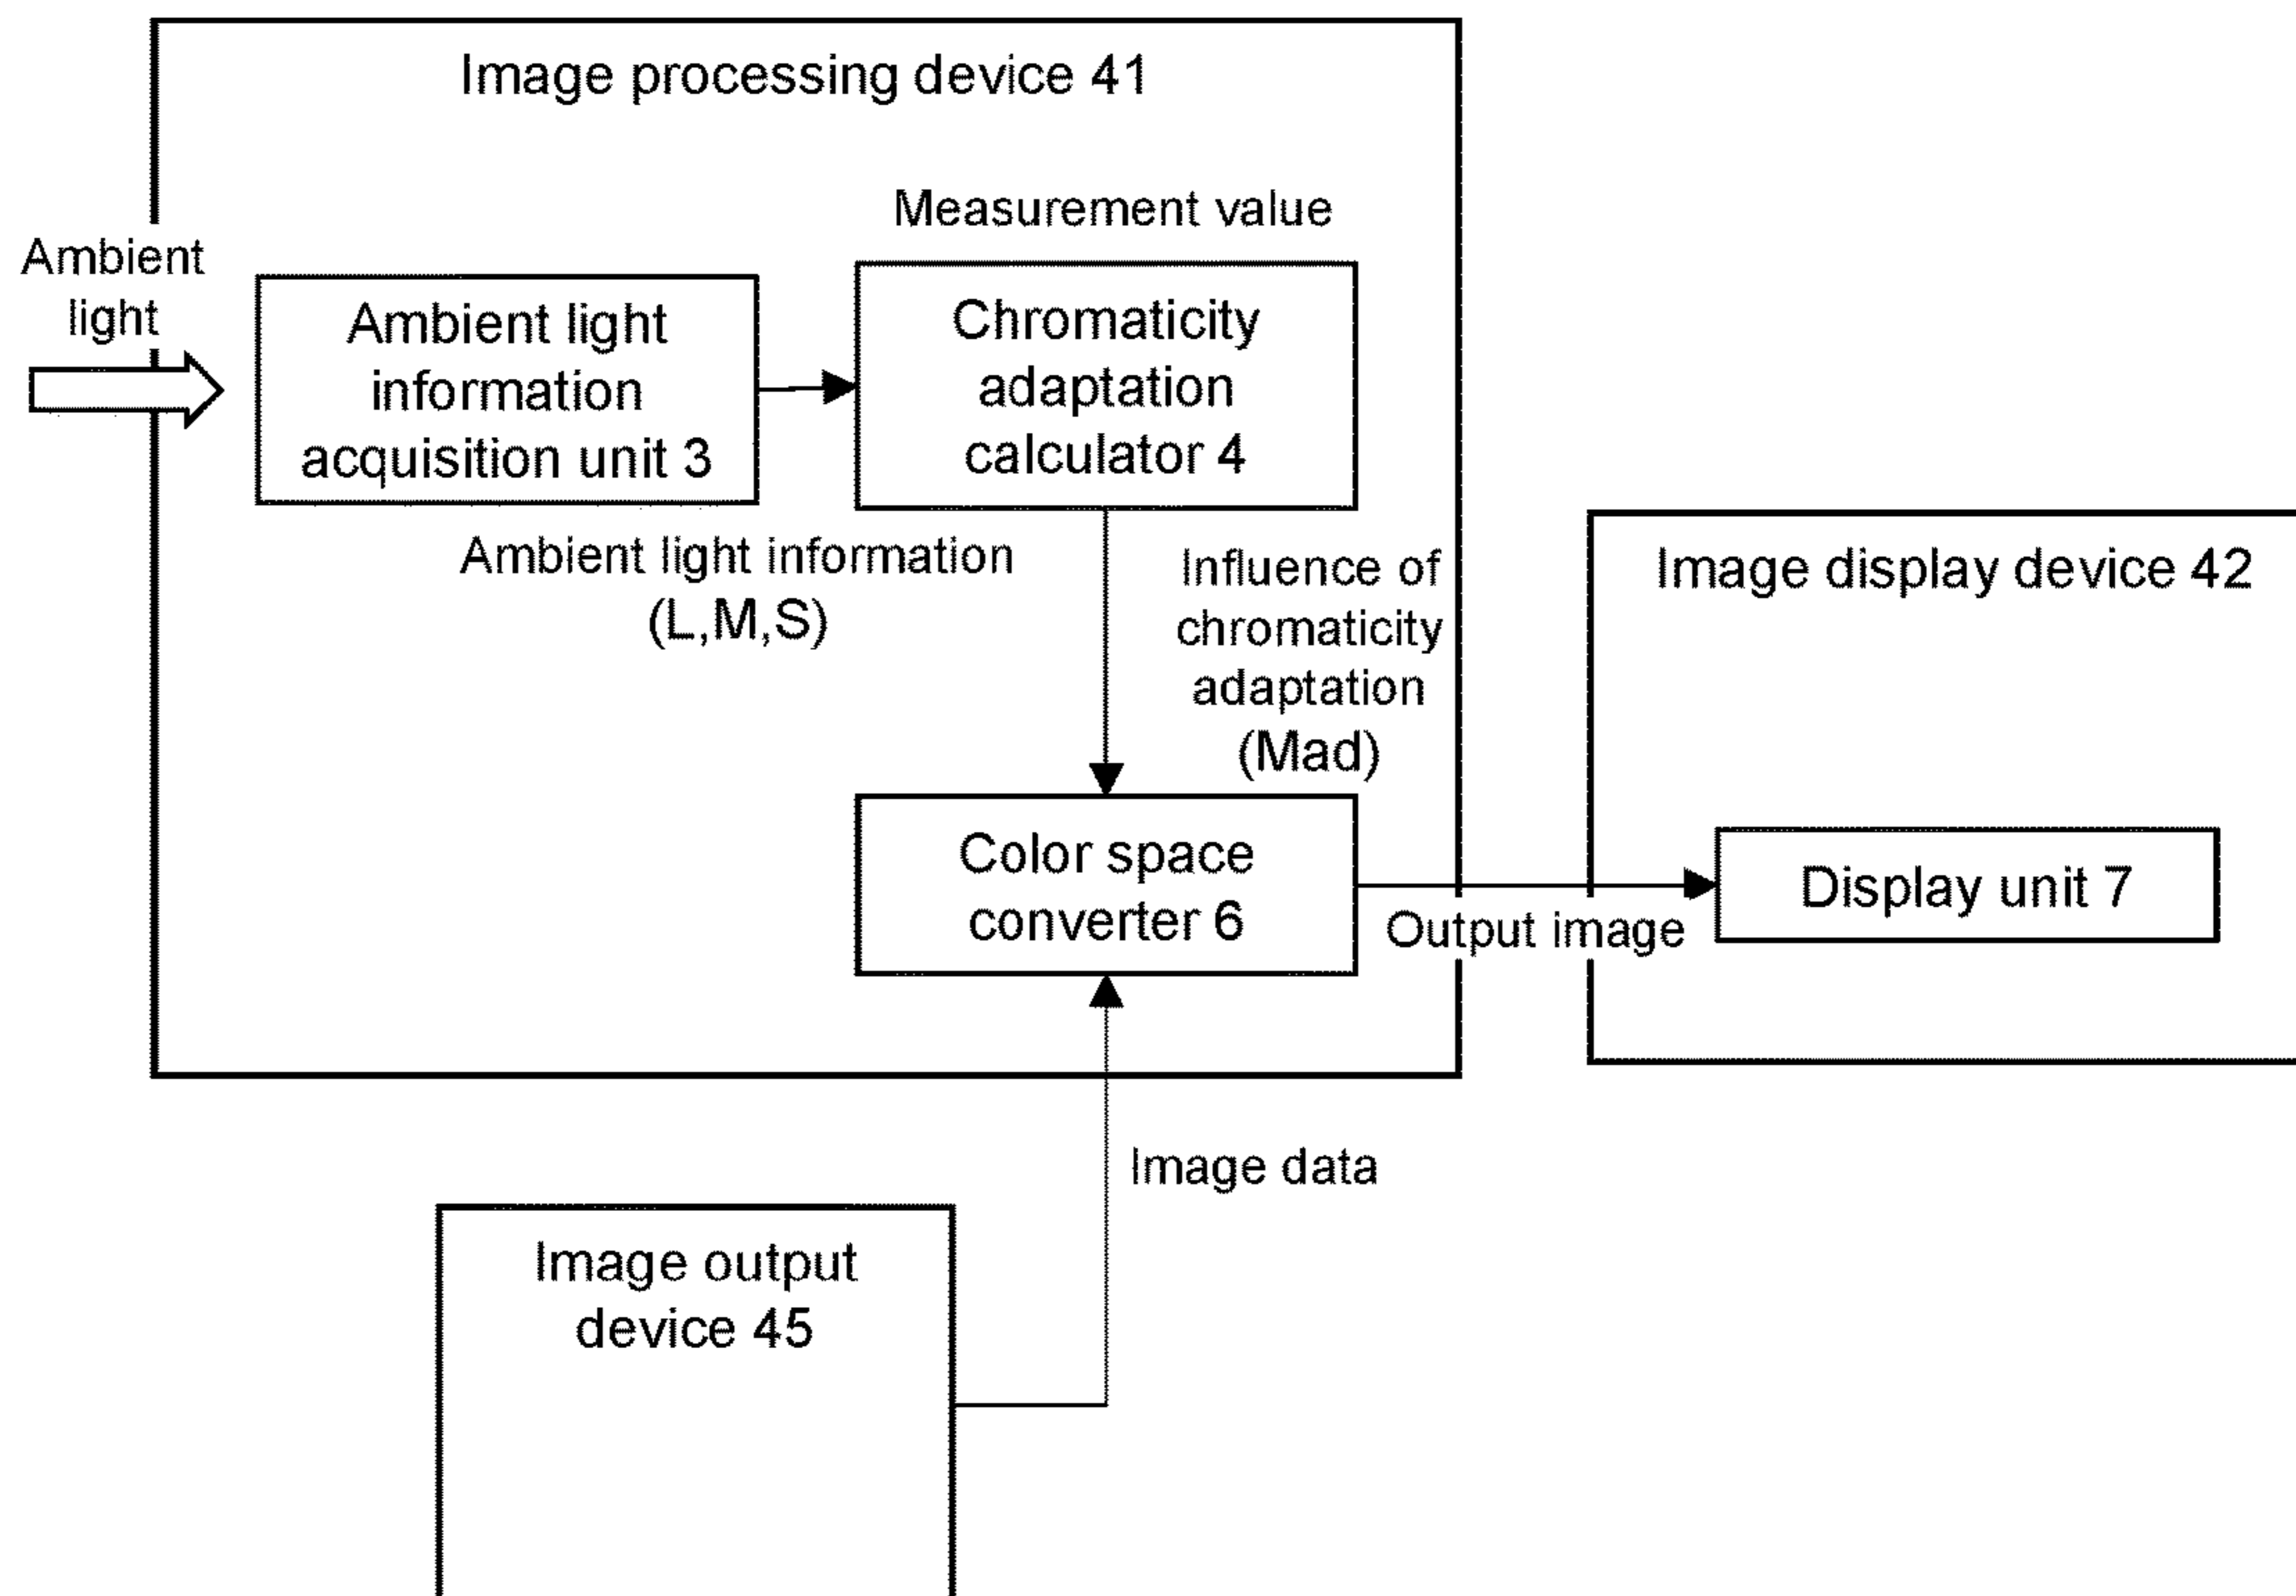 Image processing device 41
Measurement value
Ambient
light
Ambient light
information
acquisition unit 3
Chromaticity
adaptation
calculator 4
Ambient light information
(L,M,S)
Influence of
chromaticity
adaptation
(Mad)
Image display device 42
Color space
converter 6
Output image
Display unit 7
Image data
Image output
device 45